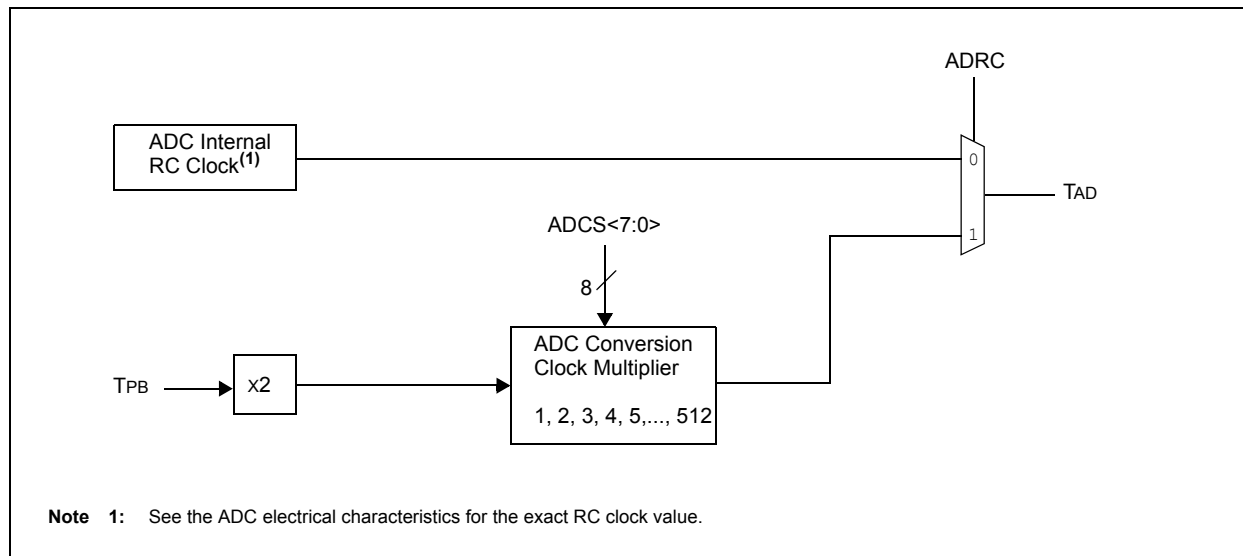 ADRC
ADC Internal
RC Clock(1)
0
TAD
ADCS<7:0>
1
8
ADC Conversion
Clock Multiplier
TPB
X2
1, 2, 3, 4, 5,..., 512
Note 1: See the ADC electrical characteristics for the exact RC clock value.